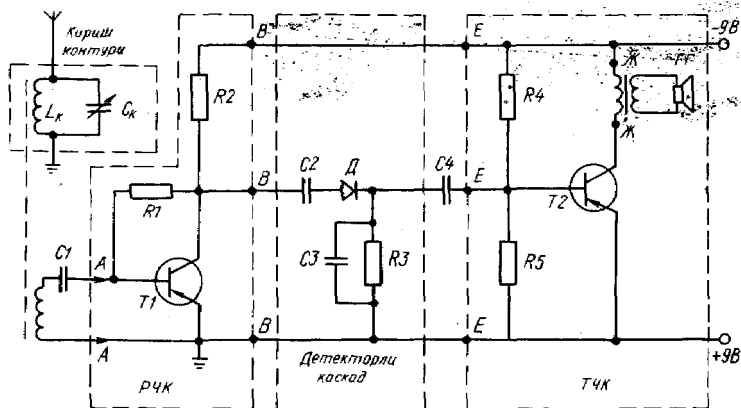 Кириш
контури
Lк
Cк
R2
R1
C1
А
А
T1
РЧК
В
В
В
C2
Д
C3
R3
Детекторли
каскад
C4
Е
Е
Е
R4
R5
T2
Ж
Ж
Гг
ТЧК
-9В
+9В